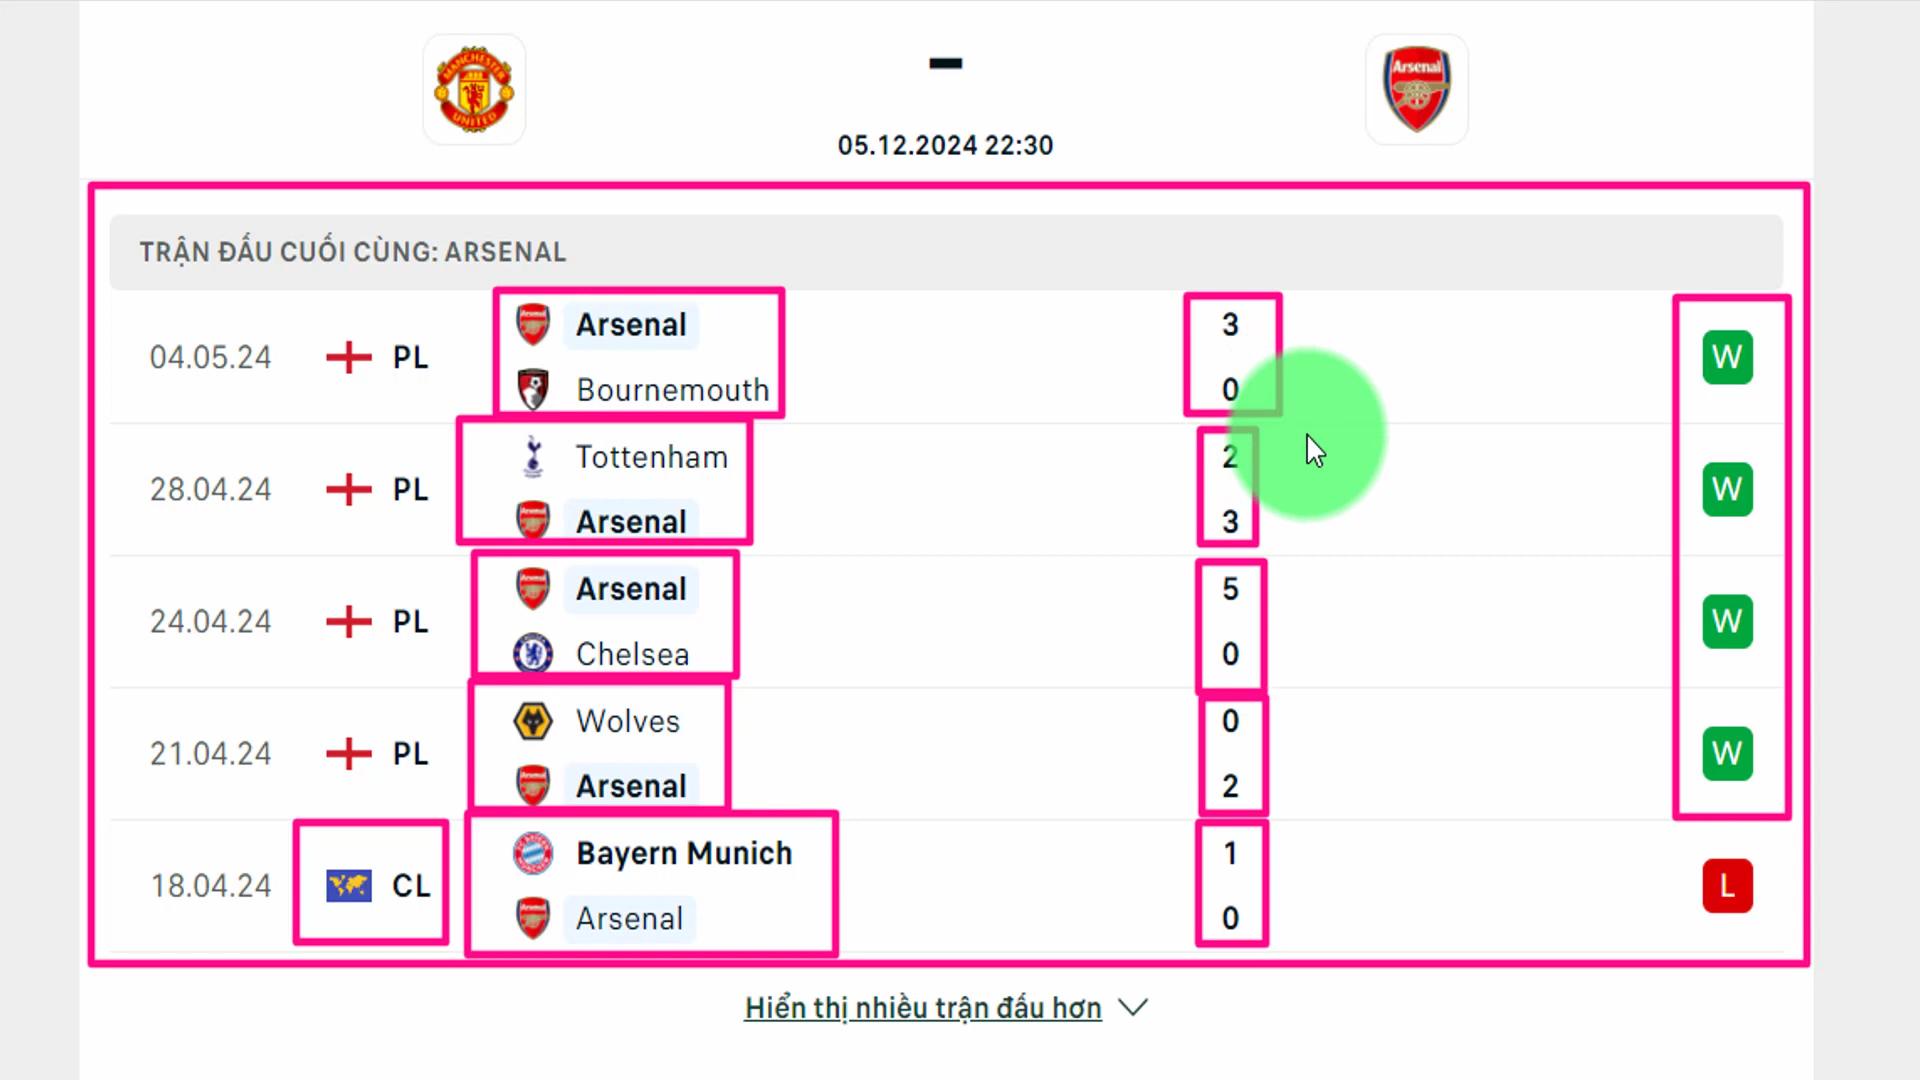 MANCHESTER
UNITED
Arsenal
05.12.2024 22:30
TRẬN ĐẤU CUỐI CÙNG: ARSENAL
04.05.24 PL Arsenal 3 W
Bournemouth 0
28.04.24 PL Tottenham 2 W
Arsenal 3
24.04.24 PL Arsenal 5 W
Chelsea 0
21.04.24 PL Wolves 0 W
Arsenal 2
18.04.24 CL Bayern Munich 1 L
Arsenal 0
Hiển thị nhiều trận đấu hơn